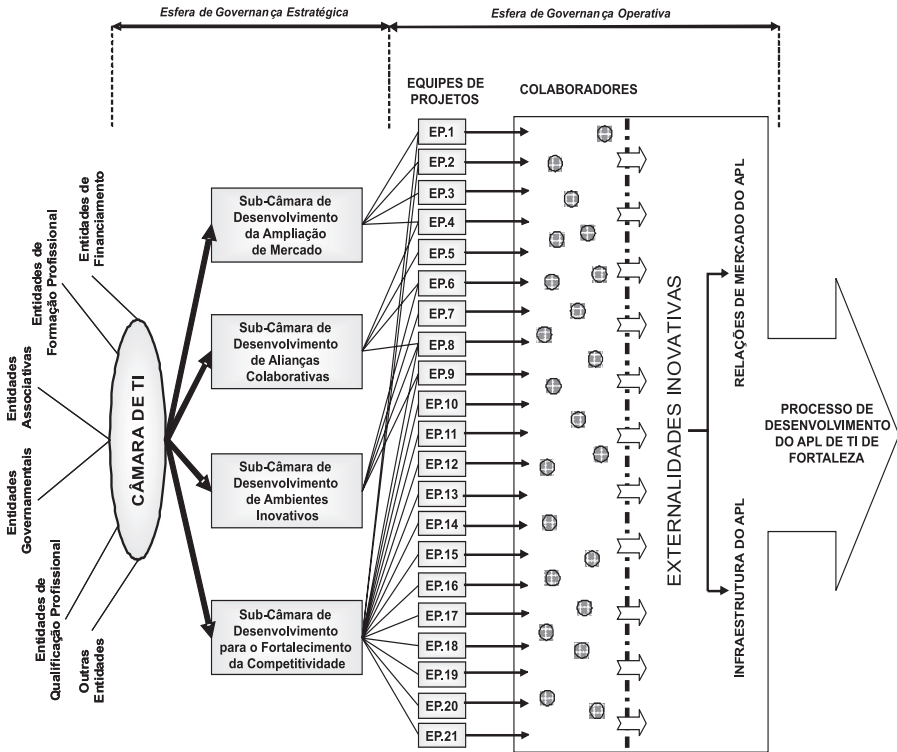 Esfera de Governança Estratégica
Esfera de Governança Operativa
EQUIPES DE
PROJETOS
COLABORADORES
Entidades de
Financiamento
Entidades de
Formação Profissional
Entidades
Associativas
Entidades
Governamentais
Entidades de
Qualificação Profissional
Outras
Entidades
CÂMARA DE TI
Sub-Câmara de
Desenvolvimento
da Ampliação
de Mercado
Sub-Câmara de
Desenvolvimento
de Alianças
Colaborativas
Sub-Câmara de
Desenvolvimento
de Ambientes
Inovativos
Sub-Câmara de
Desenvolvimento
para o Fortalecimento
da Competitividade
EP.1
EP.2
EP.3
EP.4
EP.5
EP.6
EP.7
EP.8
EP.9
EP.10
EP.11
EP.12
EP.13
EP.14
EP.15
EP.16
EP.17
EP.18
EP.19
EP.20
EP.21
EXTERNALIDADES INOVATIVAS
RELAÇÕES DE MERCADO DO APL
INFRAESTRUTURA DO APL
PROCESSO DE
DESENVOLVIMENTO
DO APL DE TI DE
FORTALEZA